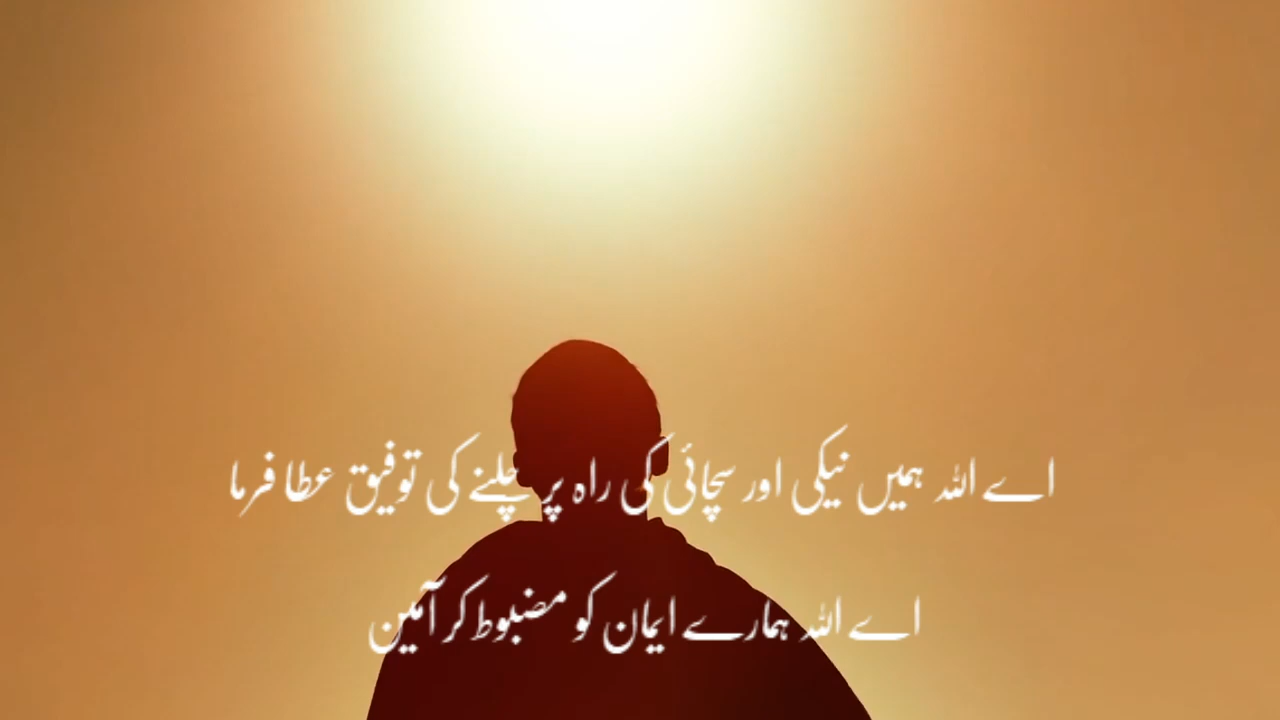 اے اللہ ہمیں نیکی اور سچائی کی راہ پر چلنے کی توفیق عطا فرما
اے اللہ ہمارے ایمان کو مضبوط کر آمین